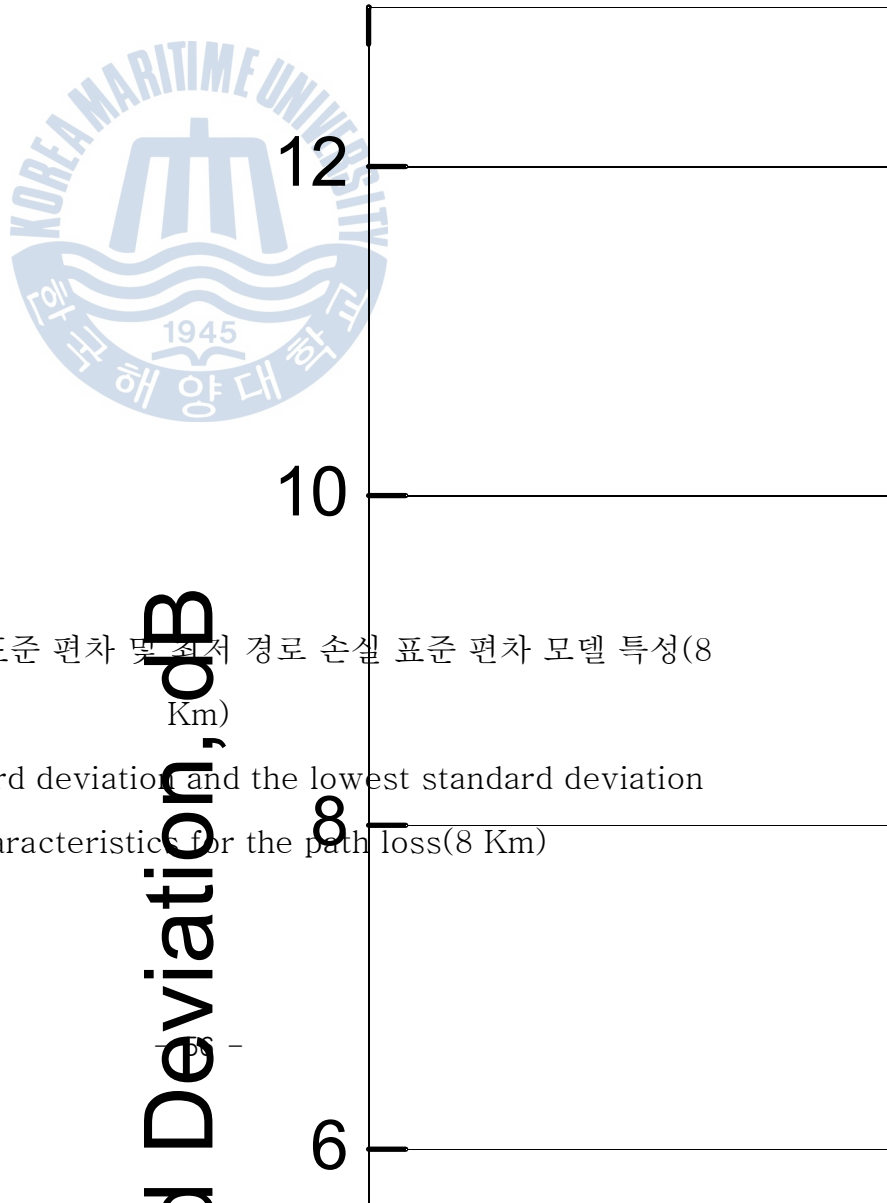 KOREA MARITIME UNIVERSITY
1945
한국해양대학교
12
10
8
6
준 편차 및 최저 경로 손실 표준 편차 모델 특성(8
Km)
rd deviation and the lowest standard deviation
aracteristics for the path loss(8 Km)
- 56 -
d Deviation, dB